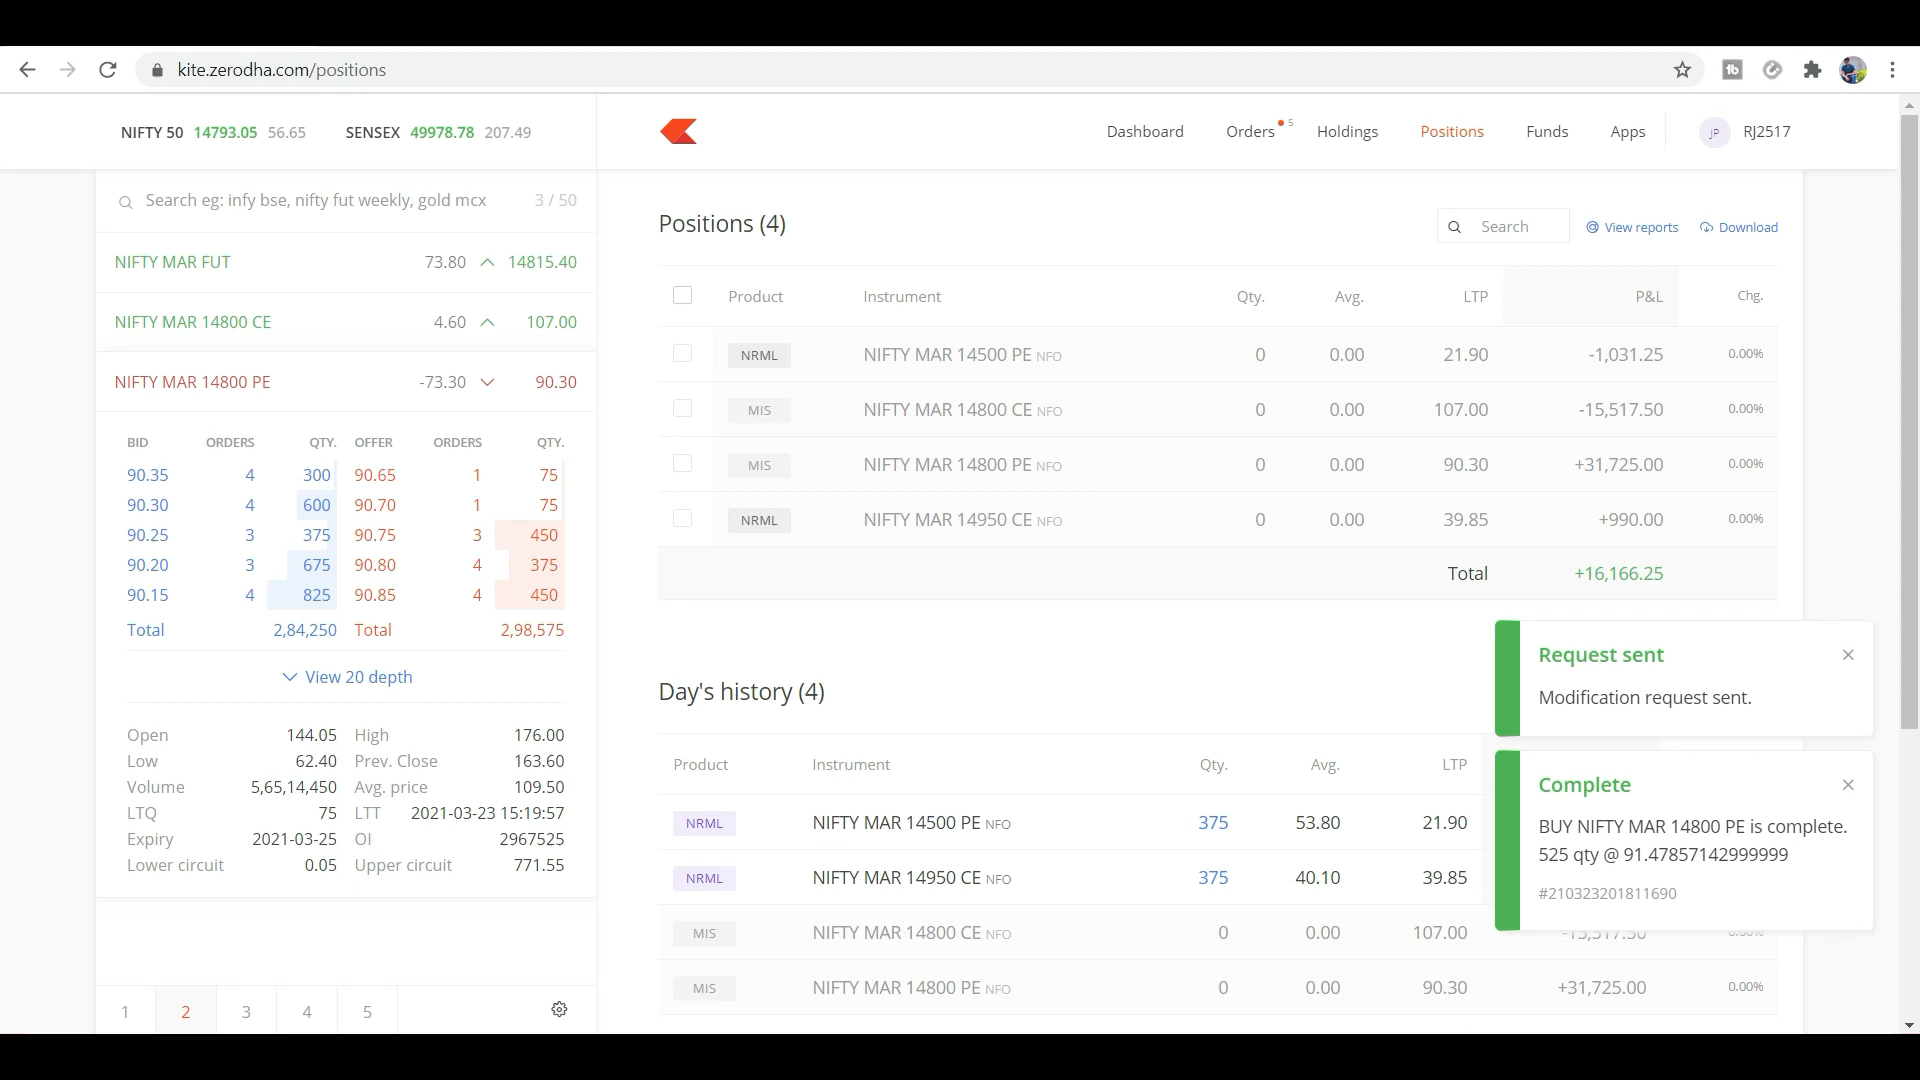 kite.zerodha.com/positions
NIFTY 50 14793.05 56.65 SENSEX 49978.78 207.49
Dashboard Orders 5 Holdings Positions Funds Apps JP RJ2517
Search eg: infy bse, nifty fut weekly, gold mcx 3 / 50
NIFTY MAR FUT 73.80 14815.40
NIFTY MAR 14800 CE 4.60 107.00
NIFTY MAR 14800 PE -73.30 90.30
BID ORDERS QTY. OFFER ORDERS QTY.
90.35 4 300 90.65 1 75
90.30 4 600 90.70 1 75
90.25 3 375 90.75 3 450
90.20 3 675 90.80 4 375
90.15 4 825 90.85 4 450
Total 2,84,250 Total 2,98,575
View 20 depth
Open 144.05 High 176.00
Low 62.40 Prev. Close 163.60
Volume 5,65,14,450 Avg. price 109.50
LTQ 75 LTT 2021-03-23 15:19:57
Expiry 2021-03-25 OI 2967525
Lower circuit 0.05 Upper circuit 771.55
1 2 3 4 5
Positions (4) Search View reports Download
Product Instrument Qty. Avg. LTP P&L Chg.
NRML NIFTY MAR 14500 PE NFO 0 0.00 21.90 -1,031.25 0.00%
MIS NIFTY MAR 14800 CE NFO 0 0.00 107.00 -15,517.50 0.00%
MIS NIFTY MAR 14800 PE NFO 0 0.00 90.30 +31,725.00 0.00%
NRML NIFTY MAR 14950 CE NFO 0 0.00 39.85 +990.00 0.00%
Total +16,166.25
Day's history (4)
Product Instrument Qty. Avg. LTP
NRML NIFTY MAR 14500 PE NFO 375 53.80 21.90
NRML NIFTY MAR 14950 CE NFO 375 40.10 39.85
MIS NIFTY MAR 14800 CE NFO 0 0.00 107.00
MIS NIFTY MAR 14800 PE NFO 0 0.00 90.30 +31,725.00 0.00%
Request sent
Modification request sent.
Complete
BUY NIFTY MAR 14800 PE is complete.
525 qty @ 91.47857142999999
#210323201811690